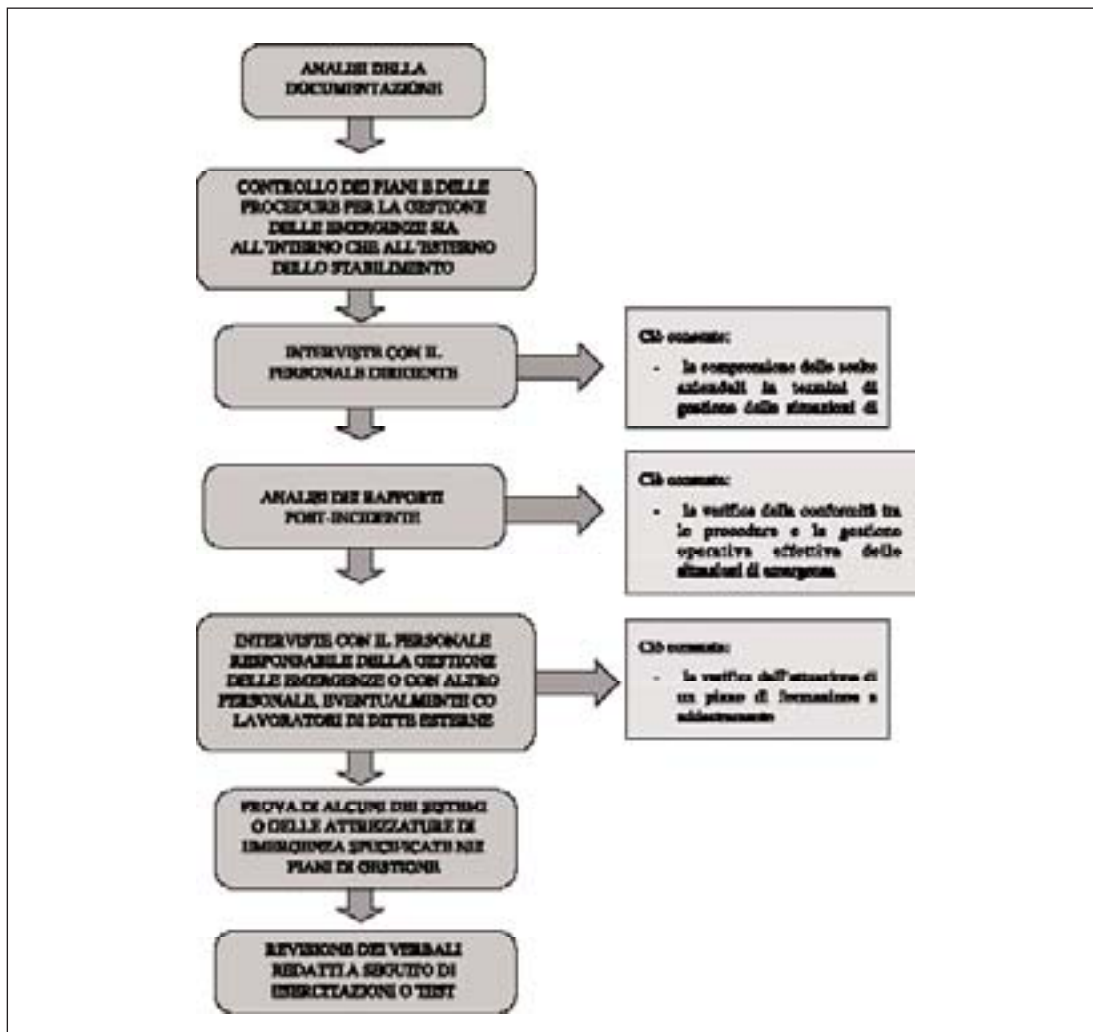 ANALISI DELLA
DOCUMENTAZIONE
CONTROLLO DEI PIANI E DELLE
PROCEDURE PER LA GESTIONE
DELLE EMERGENZE SIA
ALL'INTERNO CHE ALL'ESTERNO
DELLO STABILIMENTO
INTERVISTE CON IL
PERSONALE DIRIGENTE
Ciò consente:
- la comprensione delle scelte
aziendali in termini di
gestione delle situazioni di
ANALISI DEI RAPPORTI
POST-INCIDENTE
Ciò consente:
- la verifica della conformità tra
le procedure e la gestione
operativa effettiva delle
situazioni di emergenza
INTERVISTE CON IL PERSONALE
RESPONSABILE DELLA GESTIONE
DELLE EMERGENZE O CON ALTRO
PERSONALE, EVENTUALMENTE CO
LAVORATORI DI DITTE ESTERNE
Ciò consente:
- la verifica dell'attuazione di
un piano di formazione e
addestramento
PROVA DI ALCUNI DEI SISTEMI
O DELLE ATTREZZATURE DI
EMERGENZA SPECIFICATE NEI
PIANI DI GESTIONE
REVISIONE DEI VERBALI
REDATTI A SEGUITO DI
ESERCITAZIONI O TEST